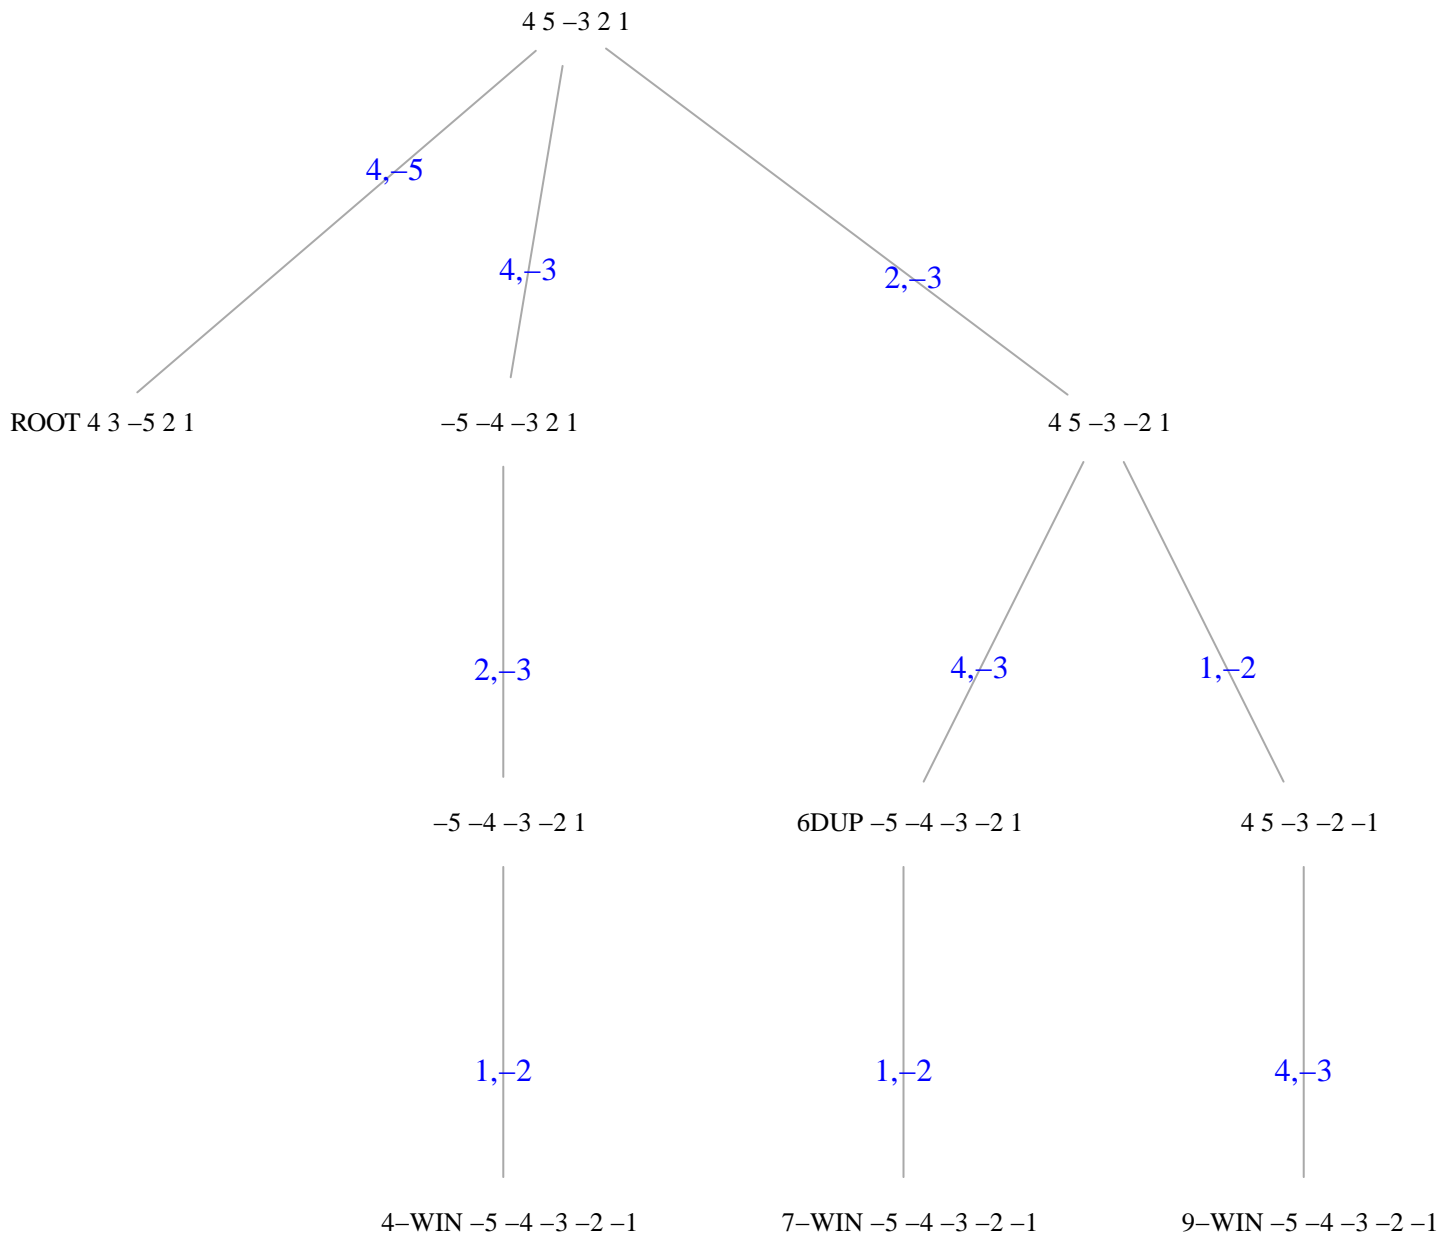 4 5 –3 2 1
4,–5
4,–3
2,–3
ROOT 4 3 –5 2 1
–5 –4 –3 2 1
4 5 –3 –2 1
2,–3
4,–3
1,–2
–5 –4 –3 –2 1
6DUP –5 –4 –3 –2 1
4 5 –3 –2 –1
1,–2
1,–2
4,–3
4–WIN –5 –4 –3 –2 –1
7–WIN –5 –4 –3 –2 –1
9–WIN –5 –4 –3 –2 –1